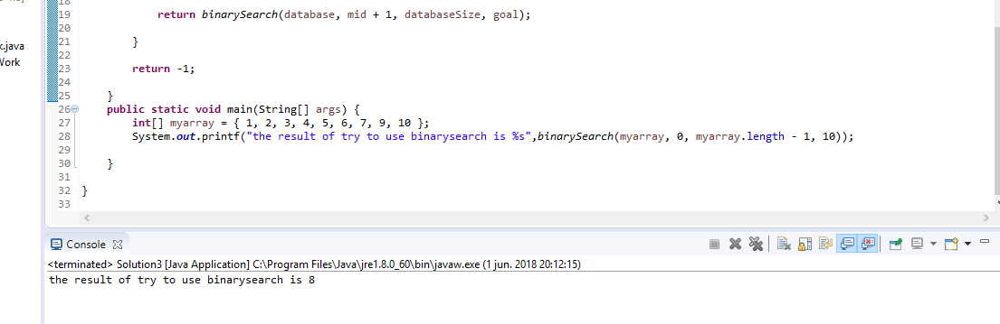 18
19 return binarySearch(database, mid + 1, databaseSize, goal);
20
21 }
22
23 return -1;
24
25 }
26 public static void main(String[] args) {
27 int[] myarray = { 1, 2, 3, 4, 5, 6, 7, 9, 10 };
28 System.out.printf("the result of try to use binarysearch is %s",binarySearch(myarray, 0, myarray.length - 1, 10));
29
30 }
31
32 }
33
.java
Work
Console
<terminated> Solution3 [Java Application] C:\Program Files\Java\jre1.8.0_60\bin\javaw.exe (1 jun. 2018 20:12:15)
the result of try to use binarysearch is 8